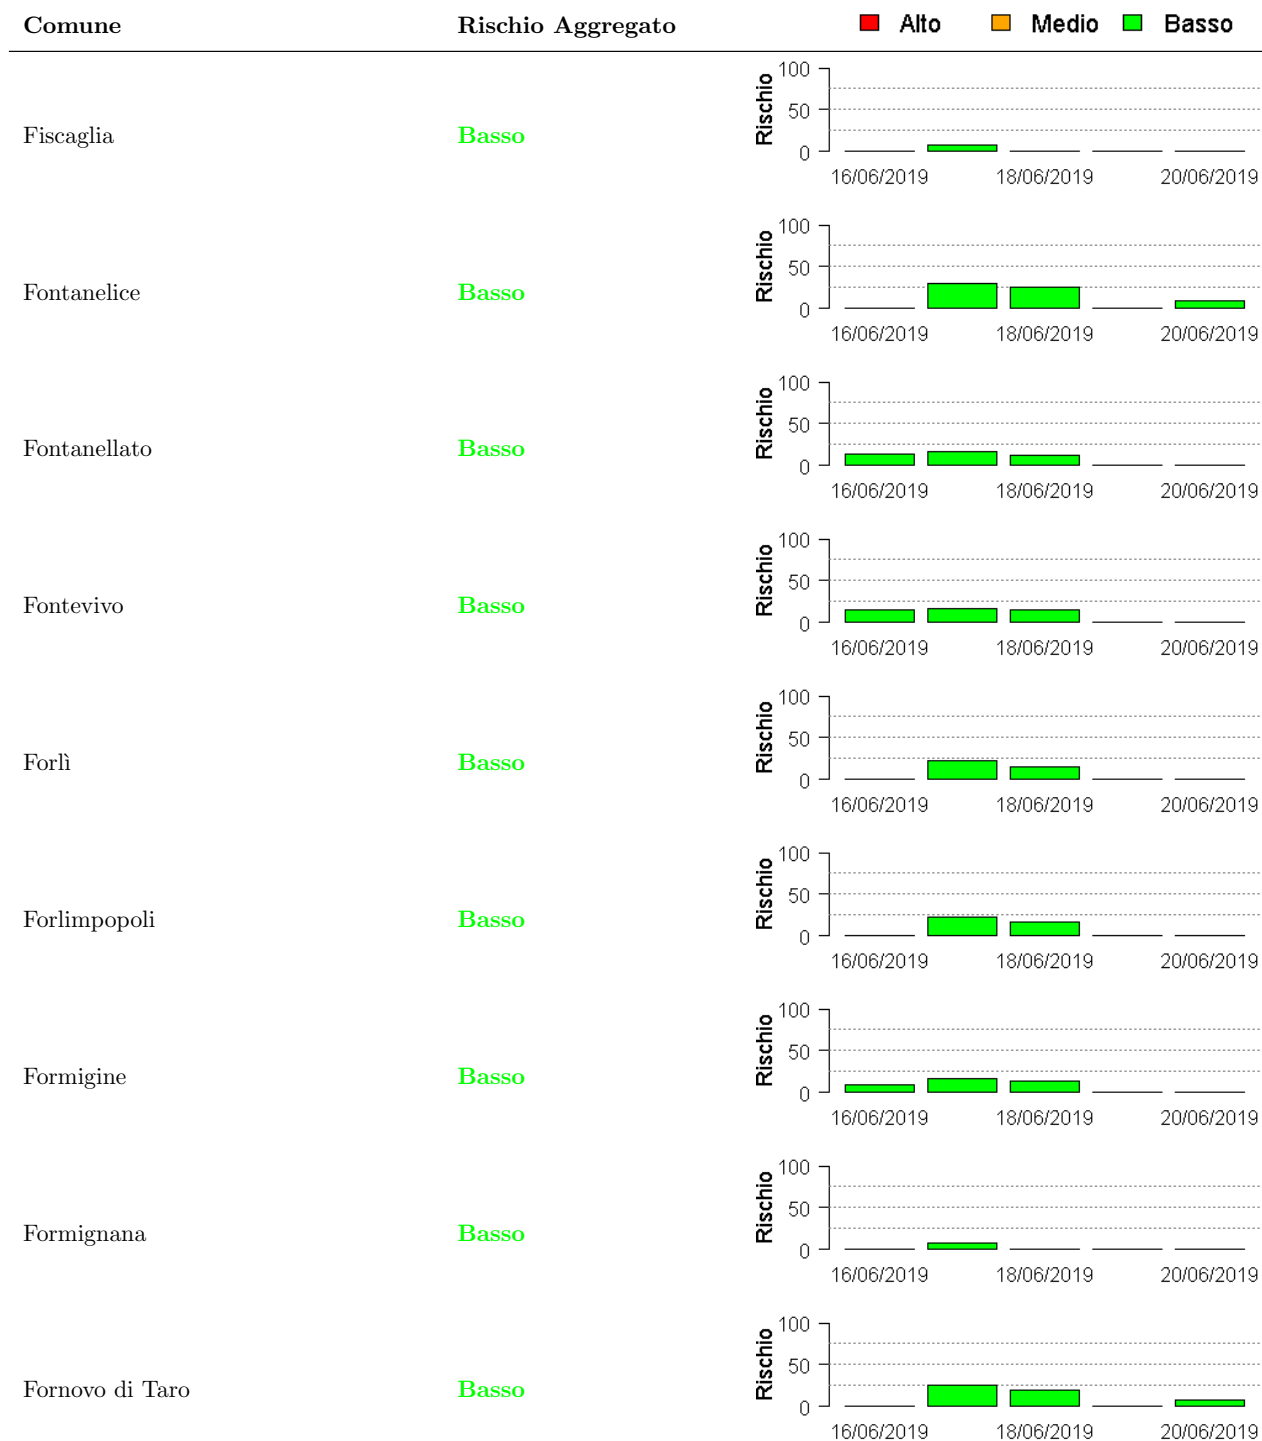 Comune Rischio Aggregato Alto Medio Basso
Fiscaglia Basso
Rischio
100
50
0
16/06/2019 18/06/2019 20/06/2019
Fontanelice Basso
Rischio
100
50
0
16/06/2019 18/06/2019 20/06/2019
Fontanellato Basso
Rischio
100
50
0
16/06/2019 18/06/2019 20/06/2019
Fontevivo Basso
Rischio
100
50
0
16/06/2019 18/06/2019 20/06/2019
Forlì Basso
Rischio
100
50
0
16/06/2019 18/06/2019 20/06/2019
Forlimpopoli Basso
Rischio
100
50
0
16/06/2019 18/06/2019 20/06/2019
Formigine Basso
Rischio
100
50
0
16/06/2019 18/06/2019 20/06/2019
Formignana Basso
Rischio
100
50
0
16/06/2019 18/06/2019 20/06/2019
Fornovo di Taro Basso
Rischio
100
50
0
16/06/2019 18/06/2019 20/06/2019